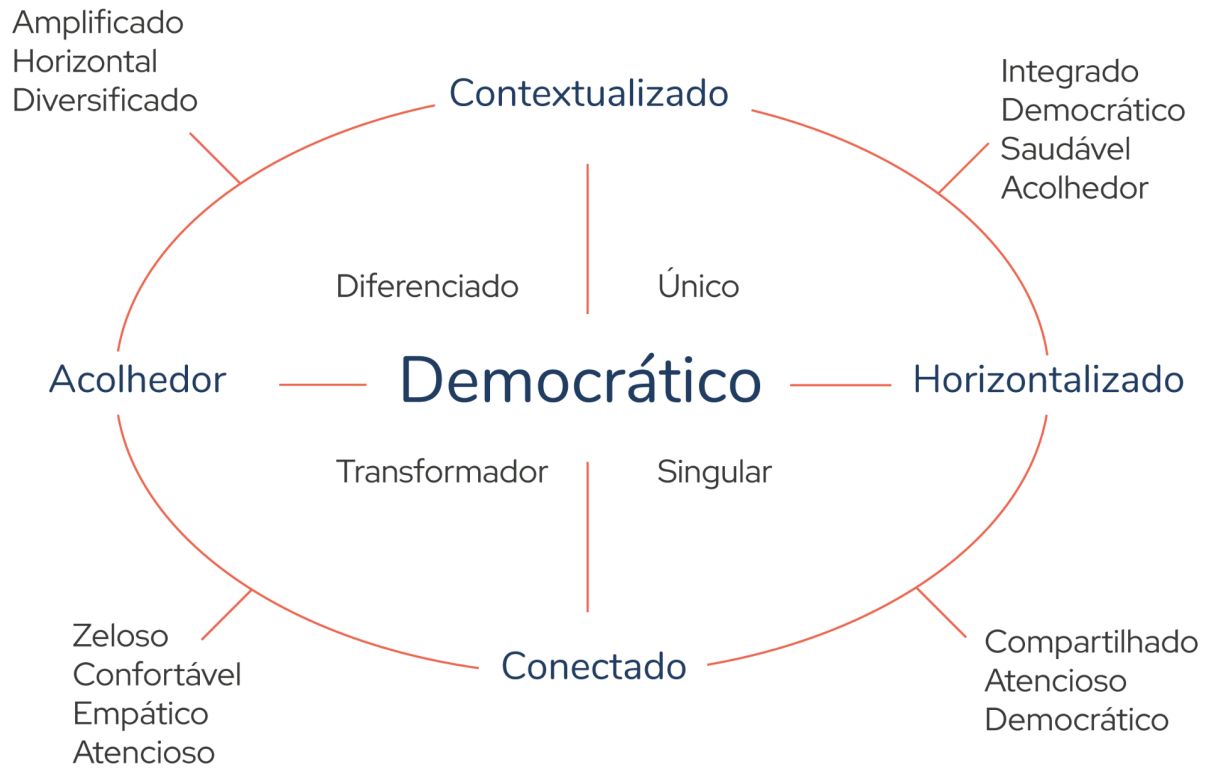 Amplificado
Horizontal
Diversificado
Contextualizado
Integrado
Democrático
Saudável
Acolhedor
Diferenciado
Único
Acolhedor
Democrático
Horizontalizado
Transformador
Singular
Zeloso
Confortável
Empático
Atencioso
Conectado
Compartilhado
Atencioso
Democrático